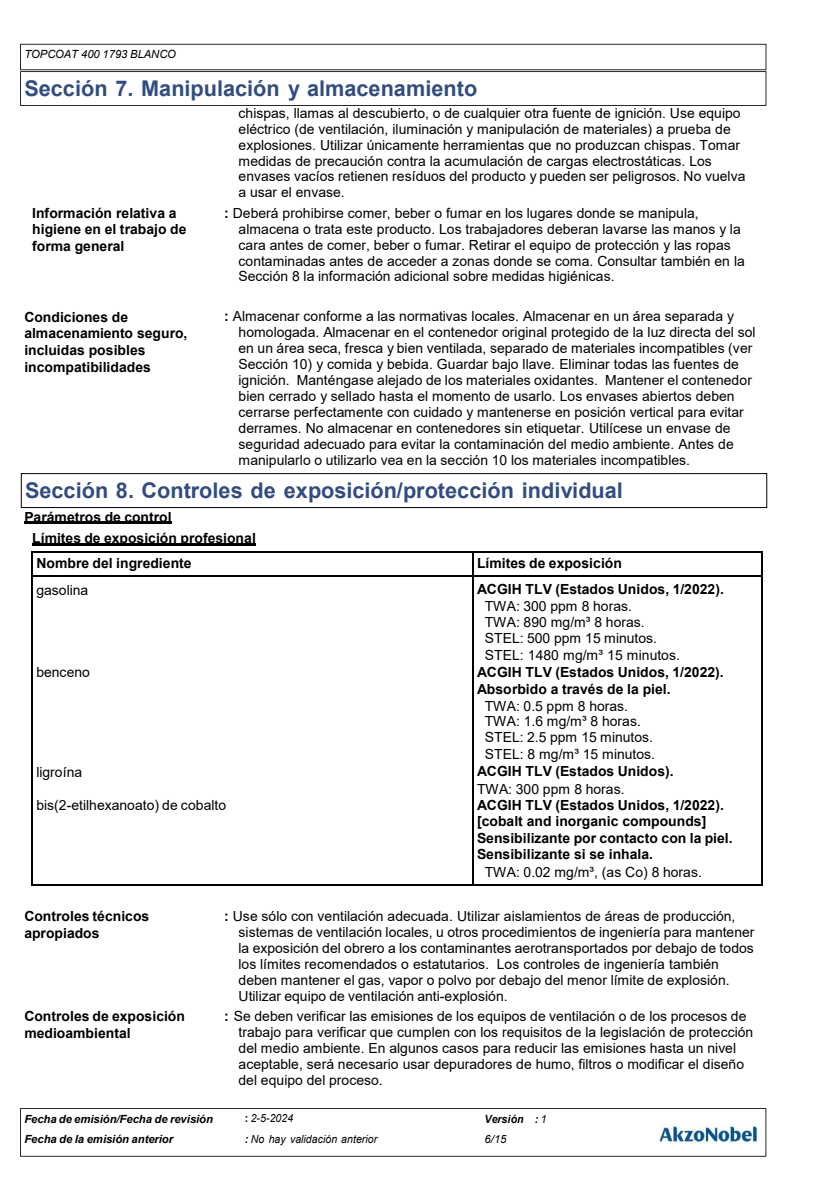 TOPCOAT 400 1793 BLANCO
Sección 7. Manipulación y almacenamiento
chispas, llamas al descubierto, o de cualquier otra fuente de ignición. Use equipo
eléctrico (de ventilación, iluminación y manipulación de materiales) a prueba de
explosiones. Utilizar únicamente herramientas que no produzcan chispas. Tomar
medidas de precaución contra la acumulación de cargas electrostáticas. Los
envases vacíos retienen resíduos del producto y pueden ser peligrosos. No vuelva
a usar el envase.
Información relativa a
higiene en el trabajo de
forma general
: Deberá prohibirse comer, beber o fumar en los lugares donde se manipula,
almacena o trata este producto. Los trabajadores deberan lavarse las manos y la
cara antes de comer, beber o fumar. Retirar el equipo de protección y las ropas
contaminadas antes de acceder a zonas donde se coma. Consultar también en la
Sección 8 la información adicional sobre medidas higiénicas.
Condiciones de
almacenamiento seguro,
incluidas posibles
incompatibilidades
: Almacenar conforme a las normativas locales. Almacenar en un área separada y
homologada. Almacenar en el contenedor original protegido de la luz directa del sol
en un área seca, fresca y bien ventilada, separado de materiales incompatibles (ver
Sección 10) y comida y bebida. Guardar bajo llave. Eliminar todas las fuentes de
ignición. Manténgase alejado de los materiales oxidantes. Mantener el contenedor
bien cerrado y sellado hasta el momento de usarlo. Los envases abiertos deben
cerrarse perfectamente con cuidado y mantenerse en posición vertical para evitar
derrames. No almacenar en contenedores sin etiquetar. Utilícese un envase de
seguridad adecuado para evitar la contaminación del medio ambiente. Antes de
manipularlo o utilizarlo vea en la sección 10 los materiales incompatibles.
Sección 8. Controles de exposición/protección individual
Parámetros de control
Límites de exposición profesional
Nombre del ingrediente
Límites de exposición
gasolina
ACGIH TLV (Estados Unidos, 1/2022).
TWA: 300 ppm 8 horas.
TWA: 890 mg/m³ 8 horas.
STEL: 500 ppm 15 minutos.
STEL: 1480 mg/m³ 15 minutos.
benceno
ACGIH TLV (Estados Unidos, 1/2022).
Absorbido a través de la piel.
TWA: 0.5 ppm 8 horas.
TWA: 1.6 mg/m³ 8 horas.
STEL: 2.5 ppm 15 minutos.
STEL: 8 mg/m³ 15 minutos.
ligroína
ACGIH TLV (Estados Unidos).
TWA: 300 ppm 8 horas.
bis(2-etilhexanoato) de cobalto
ACGIH TLV (Estados Unidos, 1/2022).
[cobalt and inorganic compounds]
Sensibilizante por contacto con la piel.
Sensibilizante si se inhala.
TWA: 0.02 mg/m³, (as Co) 8 horas.
Controles técnicos
apropiados
: Use sólo con ventilación adecuada. Utilizar aislamientos de áreas de producción,
sistemas de ventilación locales, u otros procedimientos de ingeniería para mantener
la exposición del obrero a los contaminantes aerotransportados por debajo de todos
los límites recomendados o estatutarios. Los controles de ingeniería también
deben mantener el gas, vapor o polvo por debajo del menor límite de explosión.
Utilizar equipo de ventilación anti-explosión.
Controles de exposición
medioambiental
: Se deben verificar las emisiones de los equipos de ventilación o de los procesos de
trabajo para verificar que cumplen con los requisitos de la legislación de protección
del medio ambiente. En algunos casos para reducir las emisiones hasta un nivel
aceptable, será necesario usar depuradores de humo, filtros o modificar el diseño
del equipo del proceso.
Fecha de emisión/Fecha de revisión : 2-5-2024 Versión : 1
Fecha de la emisión anterior : No hay validación anterior 6/15
AkzoNobel